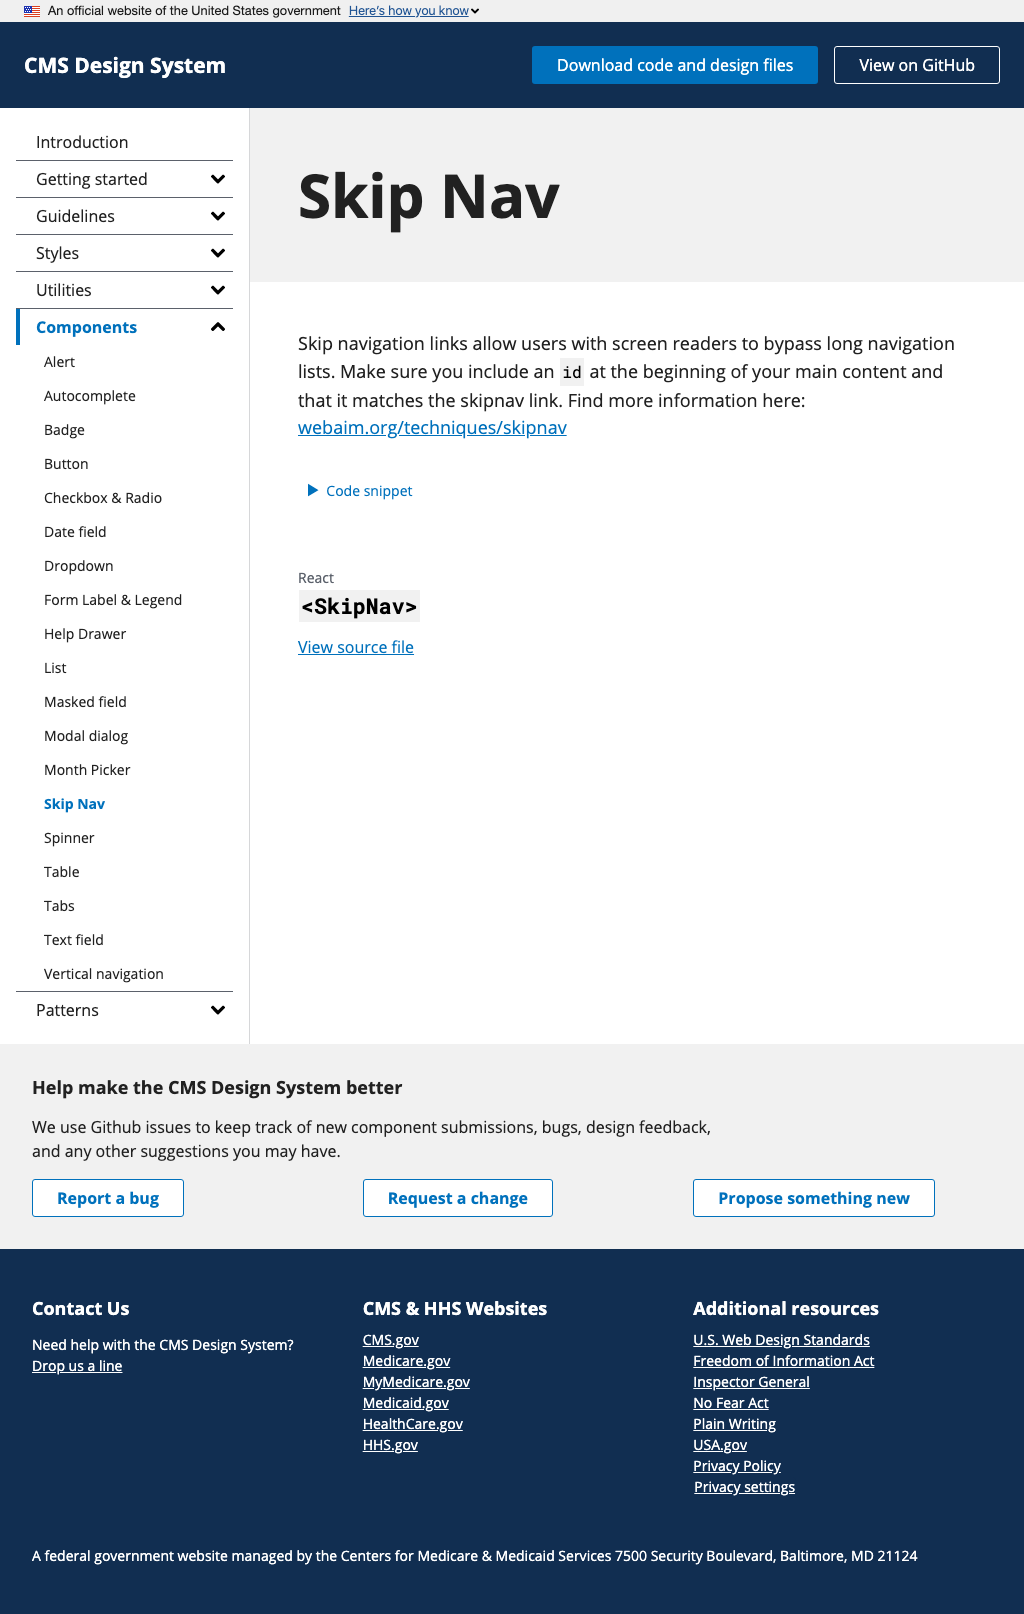 An official website of the United States government Here's how you know
CMS Design System
Download code and design files
View on GitHub
Introduction
Getting started
Guidelines
Styles
Utilities
Components
Alert
Autocomplete
Badge
Button
Checkbox & Radio
Date field
Dropdown
Form Label & Legend
Help Drawer
List
Masked field
Modal dialog
Month Picker
Skip Nav
Spinner
Table
Tabs
Text field
Vertical navigation
Patterns
Skip Nav
Skip navigation links allow users with screen readers to bypass long navigation
lists. Make sure you include an id at the beginning of your main content and
that it matches the skipnav link. Find more information here:
webaim.org/techniques/skipnav
Code snippet
React
<SkipNav>
View source file
Help make the CMS Design System better
We use Github issues to keep track of new component submissions, bugs, design feedback,
and any other suggestions you may have.
Report a bug
Request a change
Propose something new
Contact Us
Need help with the CMS Design System?
Drop us a line
CMS & HHS Websites
CMS.gov
Medicare.gov
MyMedicare.gov
Medicaid.gov
HealthCare.gov
HHS.gov
Additional resources
U.S. Web Design Standards
Freedom of Information Act
Inspector General
No Fear Act
Plain Writing
USA.gov
Privacy Policy
Privacy settings
A federal government website managed by the Centers for Medicare & Medicaid Services 7500 Security Boulevard, Baltimore, MD 21124